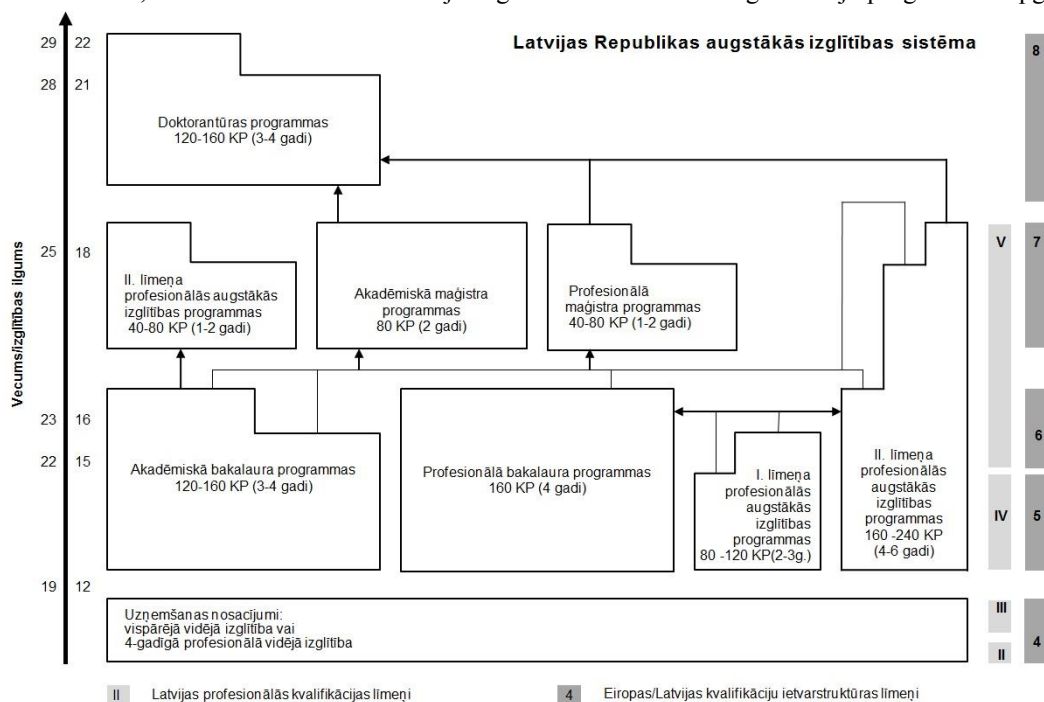 Latvijas Republikas augstākās izglītības sistēma
Vecums/izglītības ilgums
29 22
28 21
25 18
23 16
22 15
19 12
Doktorantūras programmas
120-160 KP (3-4 gadi)
II. līmeņa
profesionālās augstākās
izglītības programmas
40-80 KP (1-2 gadi)
Akadēmiskā maģistra
programmas
80 KP (2 gadi)
Profesionālā
maģistra programmas
40-80 KP (1-2 gadi)
Akadēmiskā bakalaura programmas
120-160 KP (3-4 gadi)
Profesionālā bakalaura programmas
160 KP (4 gadi)
I. līmeņa
profesionālās
augstākās
izglītības
programmas
80 -120 KP(2-3g.)
II. līmeņa
profesionālās
augstākās
izglītības
programmas
160 -240 KP
(4-6 gadi)
Uzņemšanas nosacījumi:
vispārējā vidējā izglītība vai
4-gadīgā profesionālā vidējā izglītība
V
IV
III
II
8
7
6
5
4
II Latvijas profesionālās kvalifikācijas līmeņi
4 Eiropas/Latvijas kvalifikāciju ietvarstruktūras līmeņi